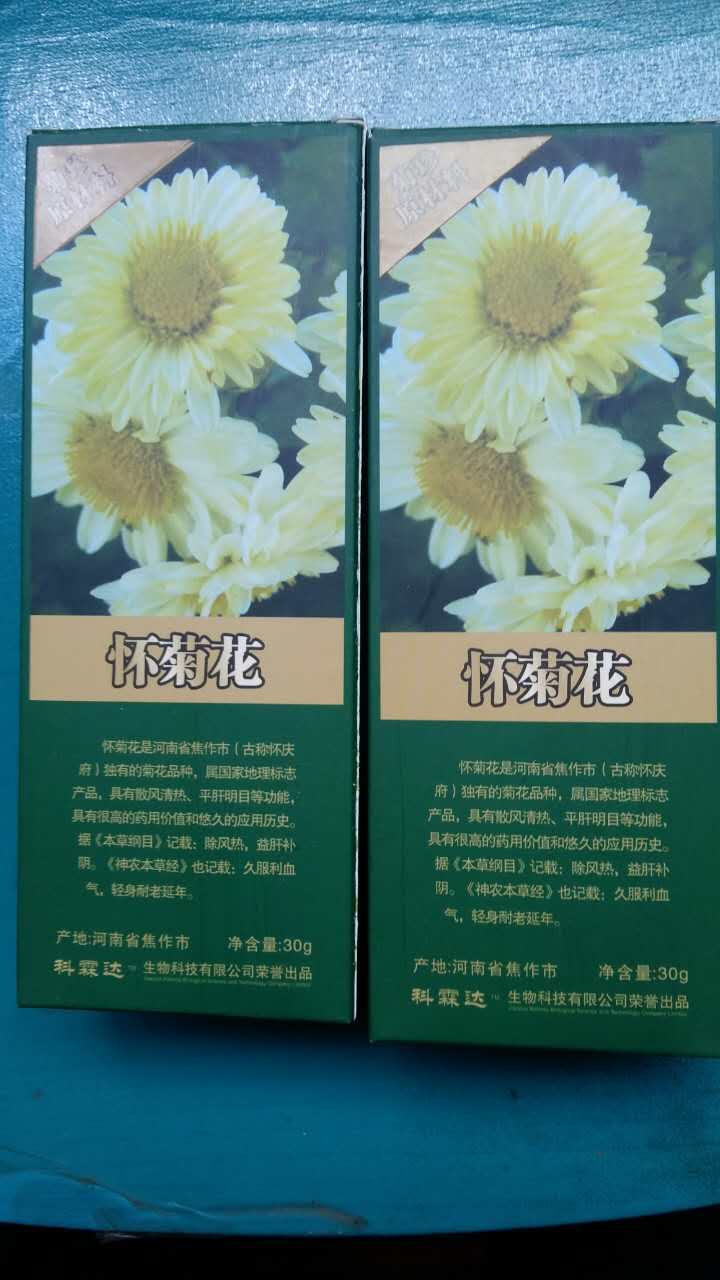 怀菊花
怀菊花是河南省焦作市（古称怀庆
府）独有的菊花品种，属国家地理标志
产品，具有散风清热、平肝明目等功能，
具有很高的药用价值和悠久的应用历史。
据《本草纲目》记载：除风热，益肝补
阴。《神农本草经》也记载：久服利血
气，轻身耐老延年。
产地:河南省焦作市 净含量:30g
科霖达™ 生物科技有限公司荣誉出品
怀菊花
怀菊花是河南省焦作市（古称怀庆
府）独有的菊花品种，属国家地理标志
产品，具有散风清热、平肝明目等功能，
具有很高的药用价值和悠久的应用历史。
据《本草纲目》记载：除风热，益肝补
阴。《神农本草经》也记载：久服利血
气，轻身耐老延年。
产地:河南省焦作市 净含量:30g
科霖达™ 生物科技有限公司荣誉出品